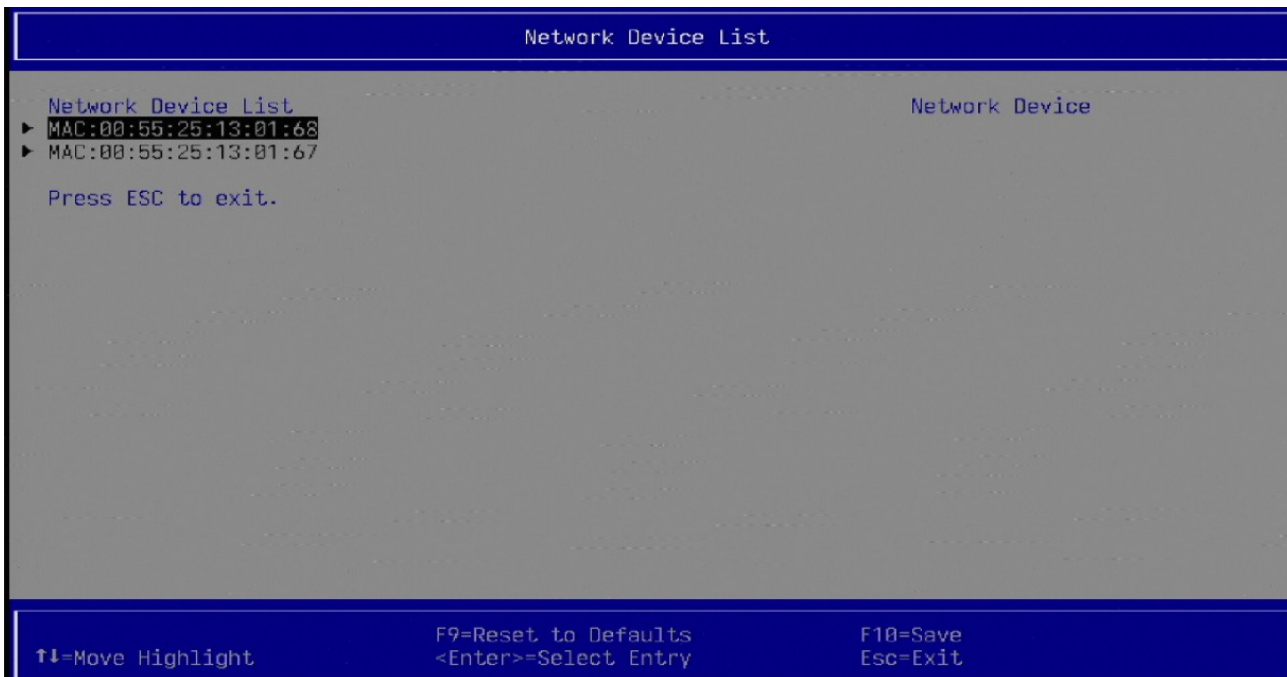 Network Device List
Network Device List
Network Device
► MAC:00:55:25:13:01:68
► MAC:00:55:25:13:01:67
Press ESC to exit.
F9=Reset to Defaults
F10=Save
↑↓=Move Highlight
<Enter>=Select Entry
Esc=Exit